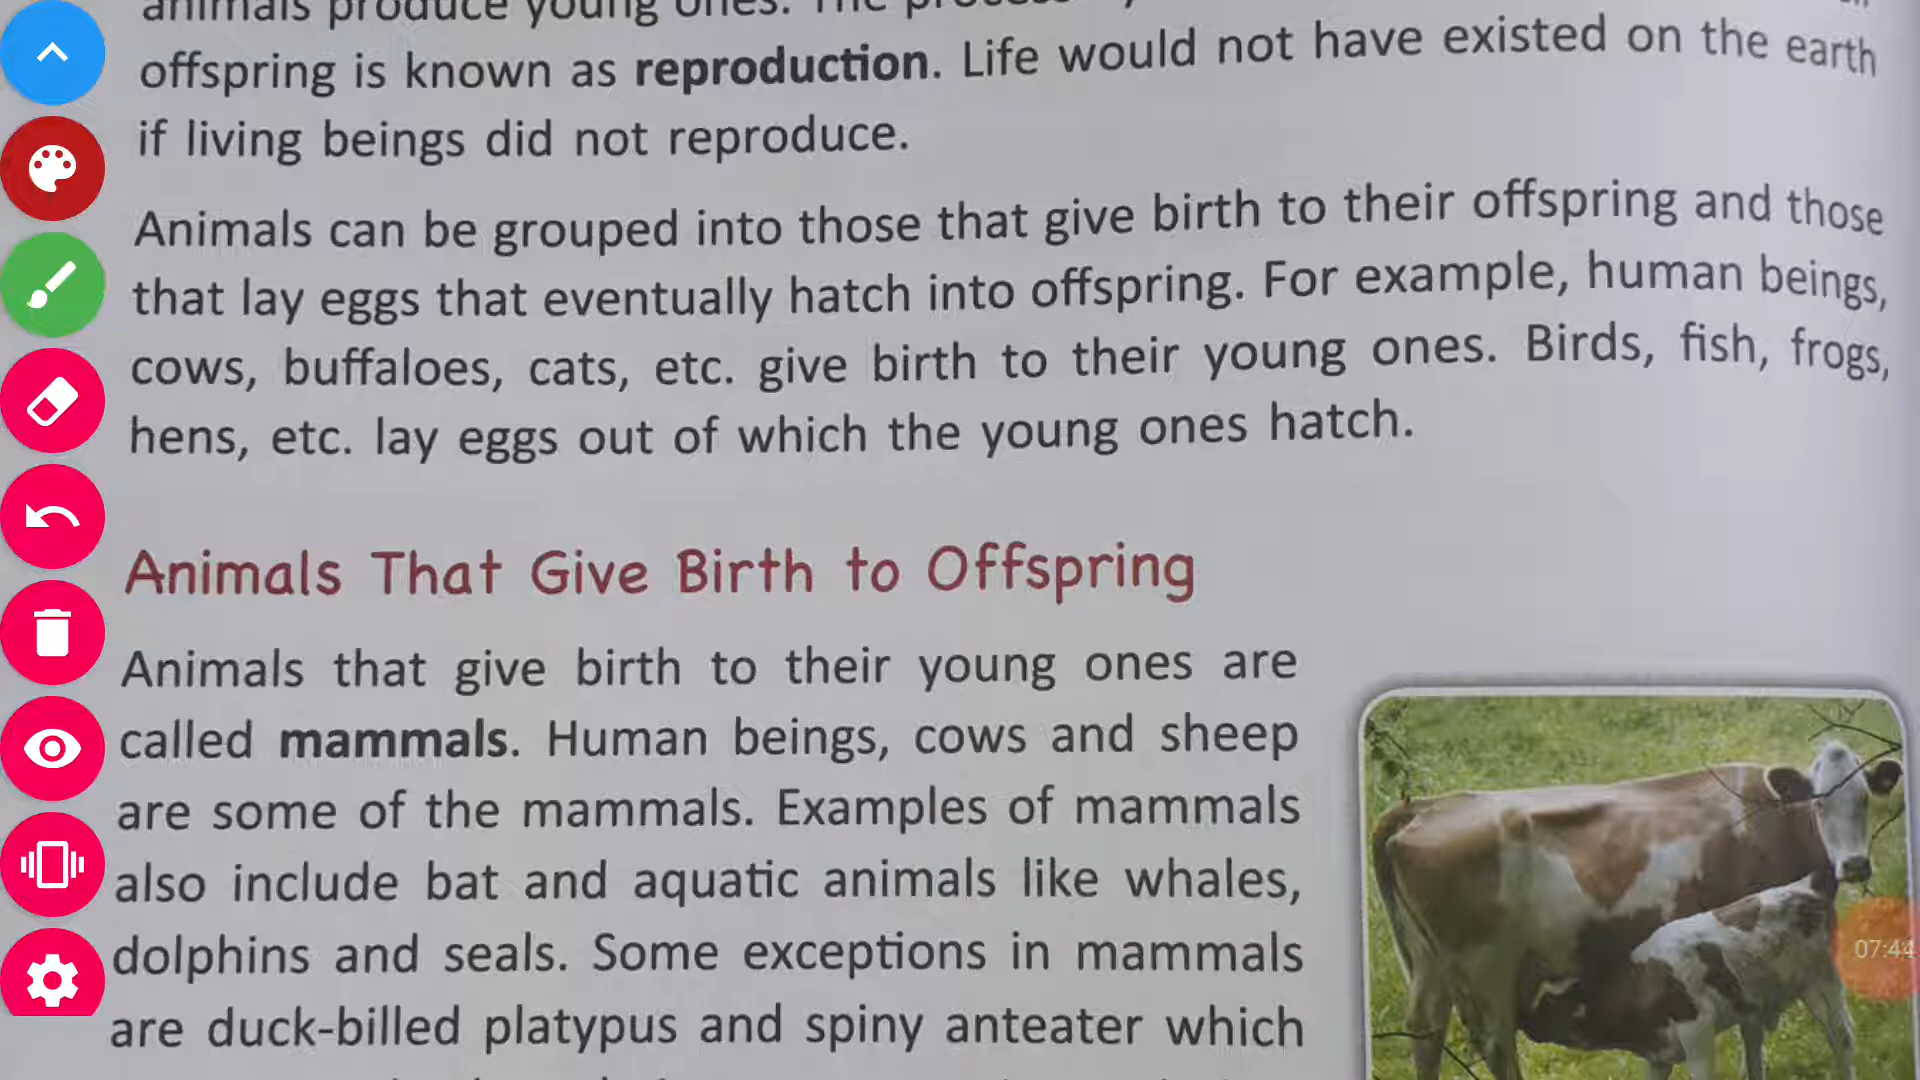 animals produce young ones. The
offspring is known as reproduction. Life would not have existed on the earth
if living beings did not reproduce.
Animals can be grouped into those that give birth to their offspring and those
that lay eggs that eventually hatch into offspring. For example, human beings,
cows, buffaloes, cats, etc. give birth to their young ones. Birds, fish, frogs,
hens, etc. lay eggs out of which the young ones hatch.
Animals That Give Birth to Offspring
Animals that give birth to their young ones are
called mammals. Human beings, cows and sheep
are some of the mammals. Examples of mammals
also include bat and aquatic animals like whales,
dolphins and seals. Some exceptions in mammals
are duck-billed platypus and spiny anteater which
07:44